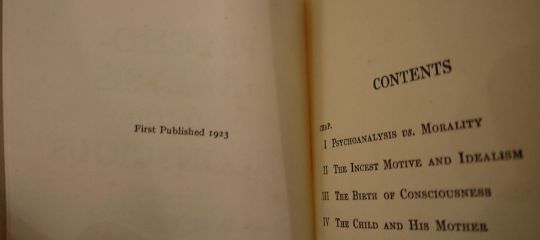 First Published 1923
CONTENTS
CHAP.
I PSYCHOANALYSIS vs. MORALITY
II THE INCEST MOTIVE AND IDEALISM
III THE BIRTH OF CONSCIOUSNESS
IV THE CHILD AND HIS MOTHER